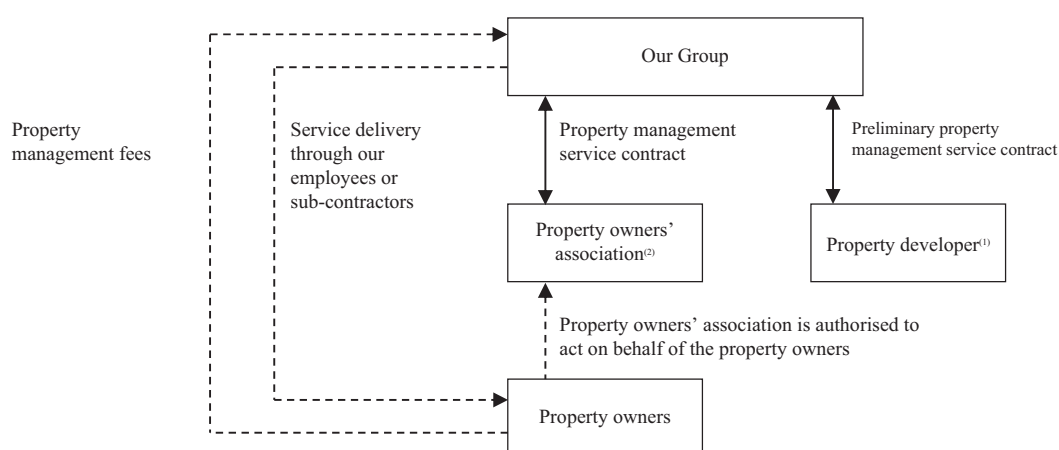 Our Group
Property
management fees
Service delivery
through our
employees or
sub-contractors
Property management
service contract
Preliminary property
management service contract
Property owners’
association(2)
Property developer(1)
Property owners’ association is authorised to
act on behalf of the property owners
Property owners